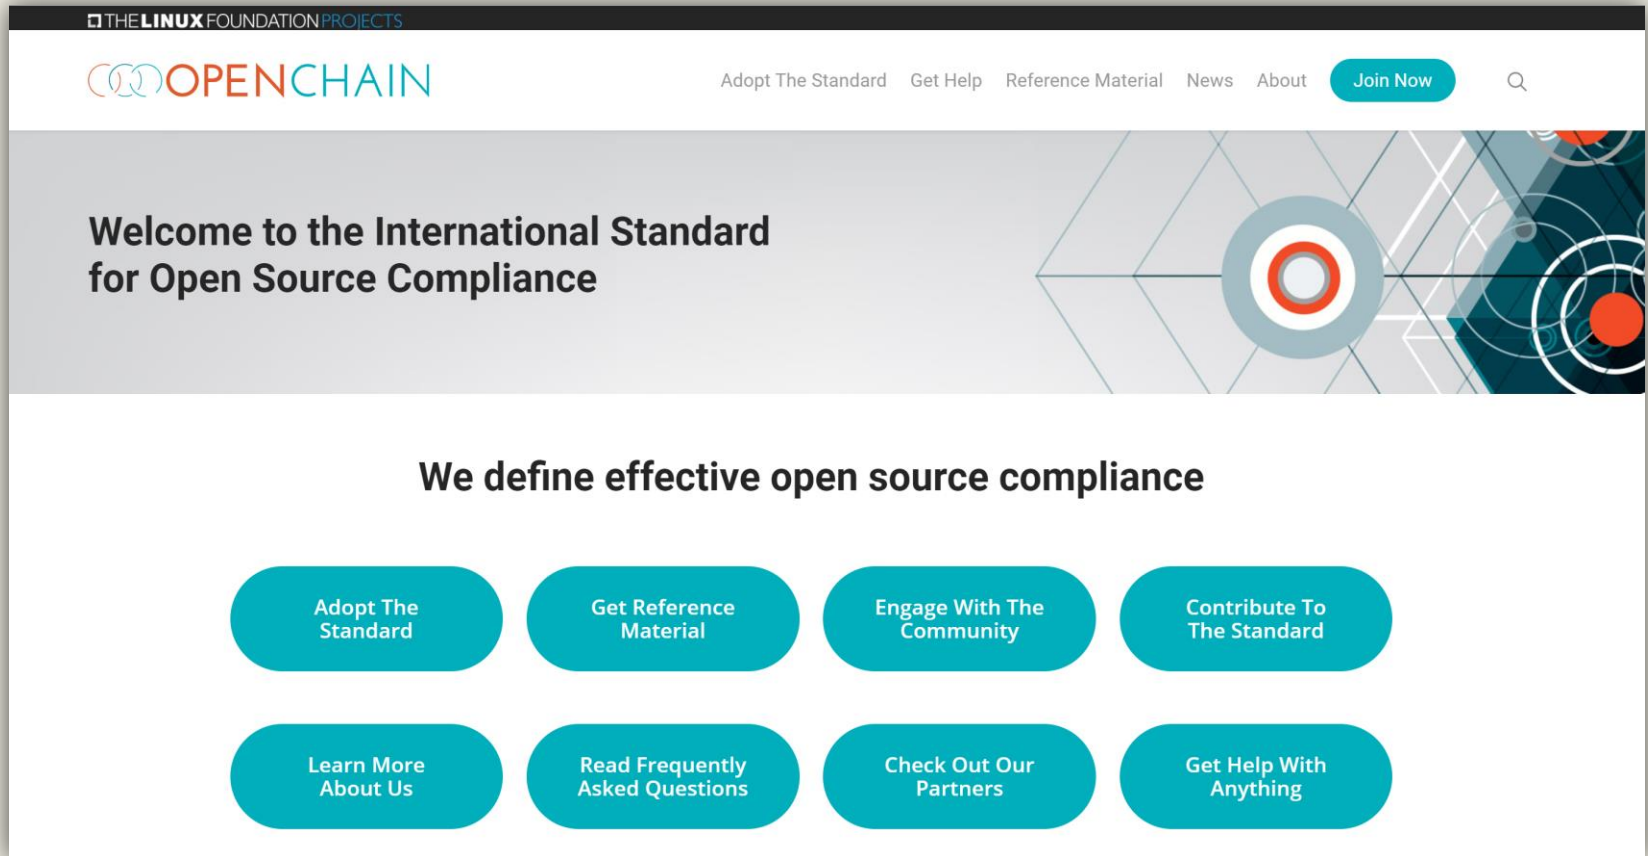 THE LINUX FOUNDATION PROJECTS
OPENCHAIN
Adopt The Standard Get Help Reference Material News About Join Now
Welcome to the International Standard
for Open Source Compliance
We define effective open source compliance
Adopt The
Standard
Get Reference
Material
Engage With The
Community
Contribute To
The Standard
Learn More
About Us
Read Frequently
Asked Questions
Check Out Our
Partners
Get Help With
Anything